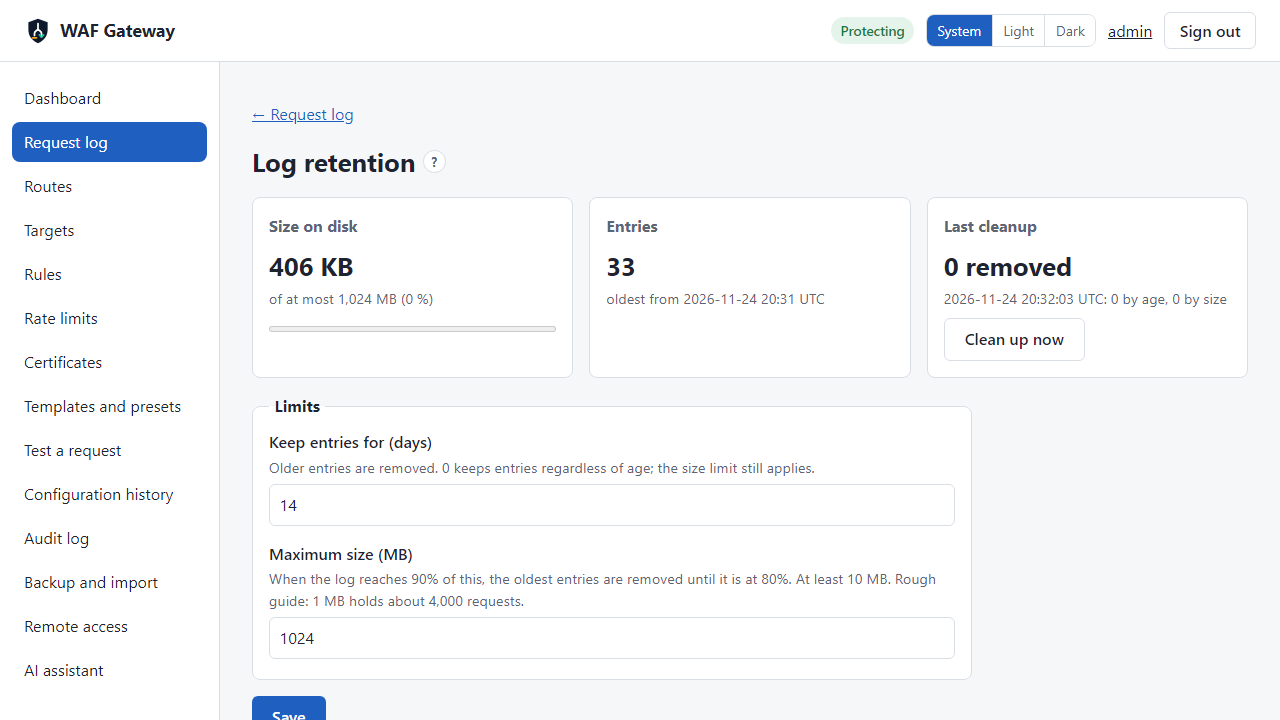 WAF Gateway
Protecting
System Light Dark
admin
Sign out
Dashboard
Request log
Routes
Targets
Rules
Rate limits
Certificates
Templates and presets
Test a request
Configuration history
Audit log
Backup and import
Remote access
AI assistant
← Request log
Log retention ?
Size on disk
406 KB
of at most 1,024 MB (0 %)
Entries
33
oldest from 2026-11-24 20:31 UTC
Last cleanup
0 removed
2026-11-24 20:32:03 UTC: 0 by age, 0 by size
Clean up now
Limits
Keep entries for (days)
Older entries are removed. 0 keeps entries regardless of age; the size limit still applies.
14
Maximum size (MB)
When the log reaches 90% of this, the oldest entries are removed until it is at 80%. At least 10 MB. Rough
guide: 1 MB holds about 4,000 requests.
1024
Save